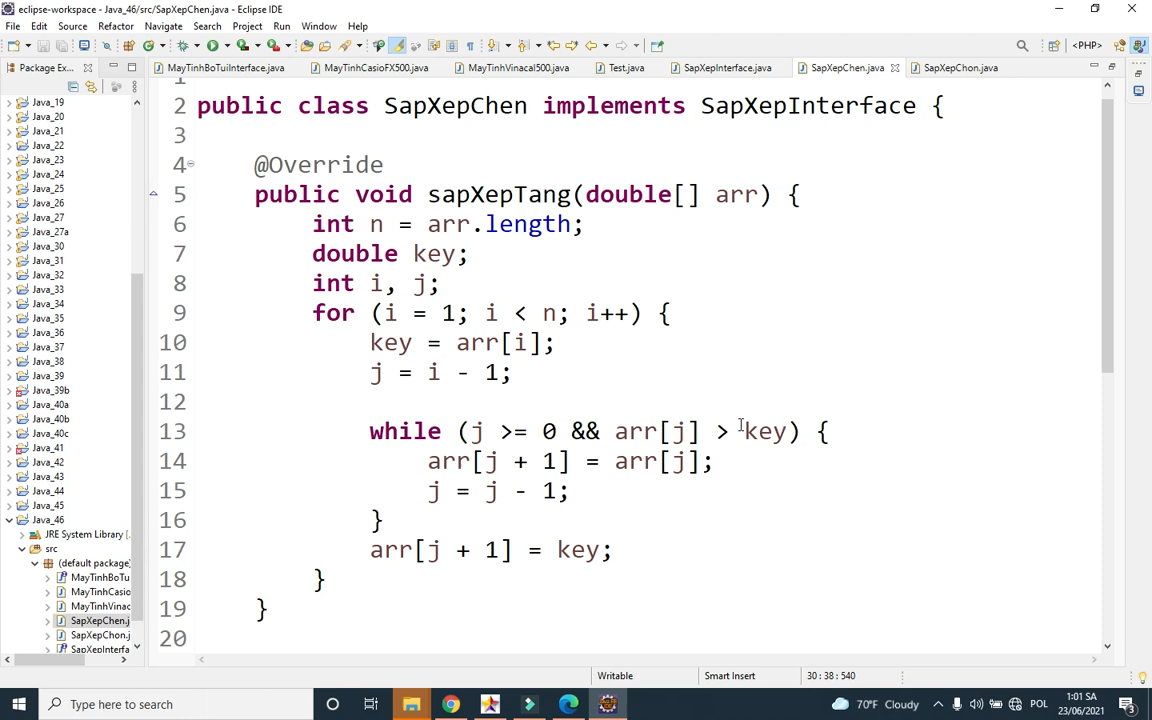 eclipse-workspace - Java_46/src/SapXepChen.java - Eclipse IDE
File Edit Source Refactor Navigate Search Project Run Window Help
<PHP>
Package Ex...
MayTinhBoTuiInterface.java MayTinhCasioFX500.java MayTinhVinacal500.java Test.java SapXepInterface.java SapXepChen.java SapXepChon.java
Java_19
Java_20
Java_21
Java_22
Java_23
Java_24
Java_25
Java_26
Java_27
Java_27a
Java_30
Java_31
Java_32
Java_33
Java_34
Java_35
Java_36
Java_37
Java_38
Java_39
Java_39b
Java_40a
Java_40b
Java_40c
Java_41
Java_42
Java_43
Java_44
Java_45
Java_46
JRE System Library [.
src
(default package)
MayTinhBoTu
MayTinhCasio
MayTinhVinac
SapXepChen.j
SapXepChon.j
SapXepInterfa
1
2 public class SapXepChen implements SapXepInterface {
3
4 @Override
5 public void sapXepTang(double[] arr) {
6 int n = arr.length;
7 double key;
8 int i, j;
9 for (i = 1; i < n; i++) {
10 key = arr[i];
11 j = i - 1;
12
13 while (j >= 0 && arr[j] > key) {
14 arr[j + 1] = arr[j];
15 j = j - 1;
16 }
17 arr[j + 1] = key;
18 }
19 }
20
Writable Smart Insert 30 : 38 : 540
Type here to search
70°F Cloudy
POL
1:01 SA
23/06/2021
3